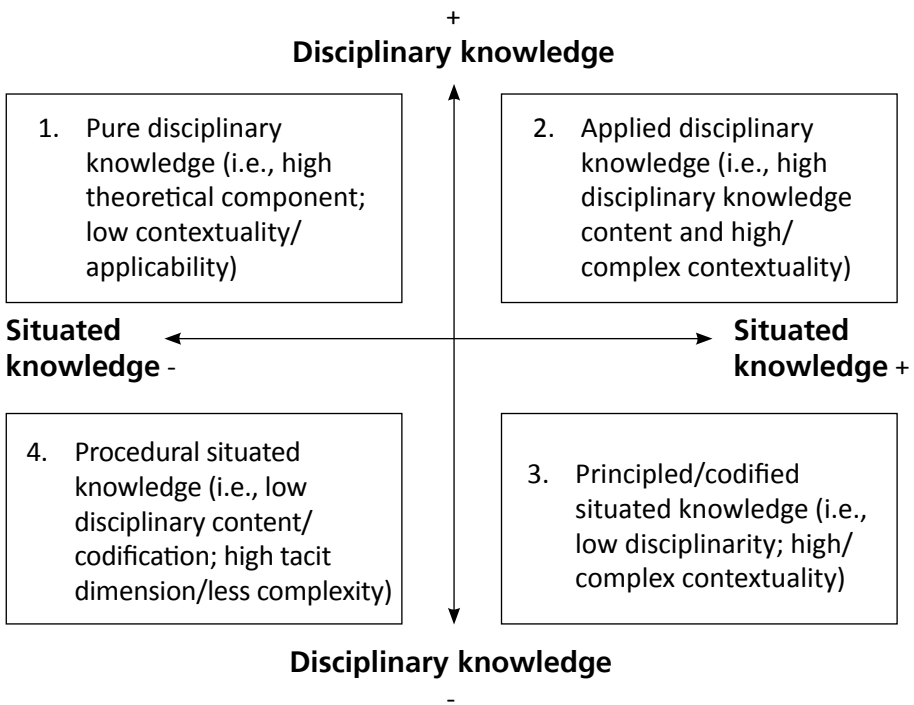 +
Disciplinary knowledge
1. Pure disciplinary
knowledge (i.e., high
theoretical component;
low contextuality/
applicability)
2. Applied disciplinary
knowledge (i.e., high
disciplinary knowledge
content and high/
complex contextuality)
Situated
knowledge -
Situated
knowledge +
4. Procedural situated
knowledge (i.e., low
disciplinary content/
codification; high tacit
dimension/less complexity)
3. Principled/codified
situated knowledge (i.e.,
low disciplinarity; high/
complex contextuality)
Disciplinary knowledge
-